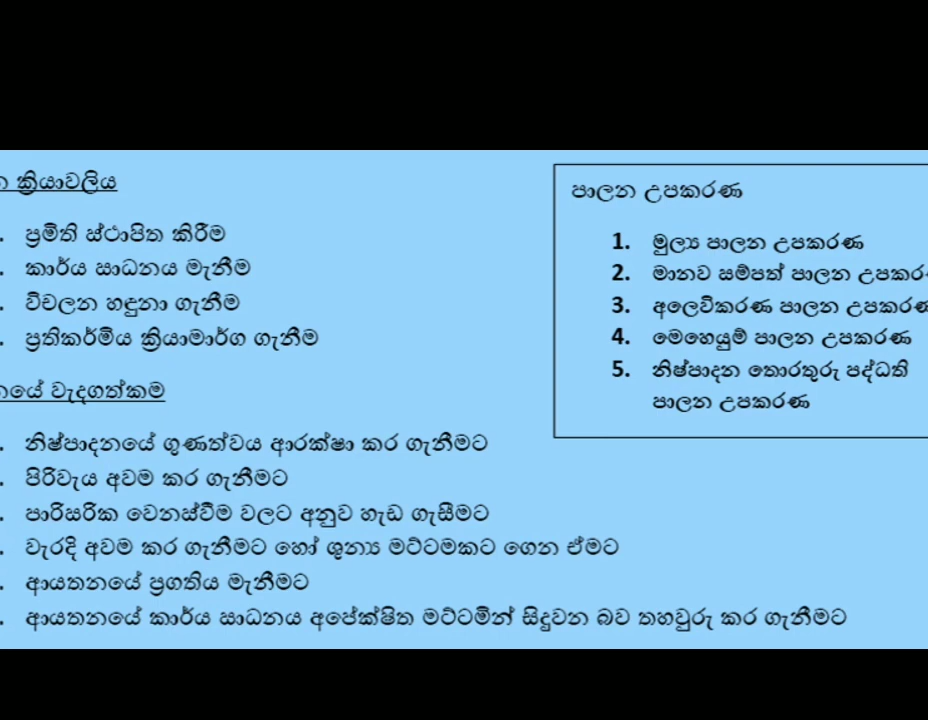 ක්‍රියාවලිය
. ප්‍රමිති ස්ථාපිත කිරීම
. කාර්ය සාධනය මැනීම
. විචලන හඳුනා ගැනීම
. ප්‍රතිකර්මිය ක්‍රියාමාර්ග ගැනීම
වැදගත්කම
. නිෂ්පාදනයේ ගුණත්වය ආරක්ෂා කර ගැනීමට
. පිරිවැය අවම කර ගැනීමට
. පාරිසරික වෙනස්වීම් වලට අනුව හැඩ ගැසීමට
. වැරදි අවම කර ගැනීමට හෝ ශුන්‍ය මට්ටමකට ගෙන ඒමට
. ආයතනයේ ප්‍රගතිය මැනීමට
. ආයතනයේ කාර්ය සාධනය අපේක්ෂිත මට්ටමින් සිදුවන බව තහවුරු කර ගැනීමට
පාලන උපකරණ
1. මූල්‍ය පාලන උපකරණ
2. මානව සම්පත් පාලන
3. අලෙවිකරණ පාලන උපකරණ
4. මෙහෙයුම් පාලන උපකරණ
5. නිෂ්පාදන තොරතුරු පද්ධති
පාලන උපකරණ